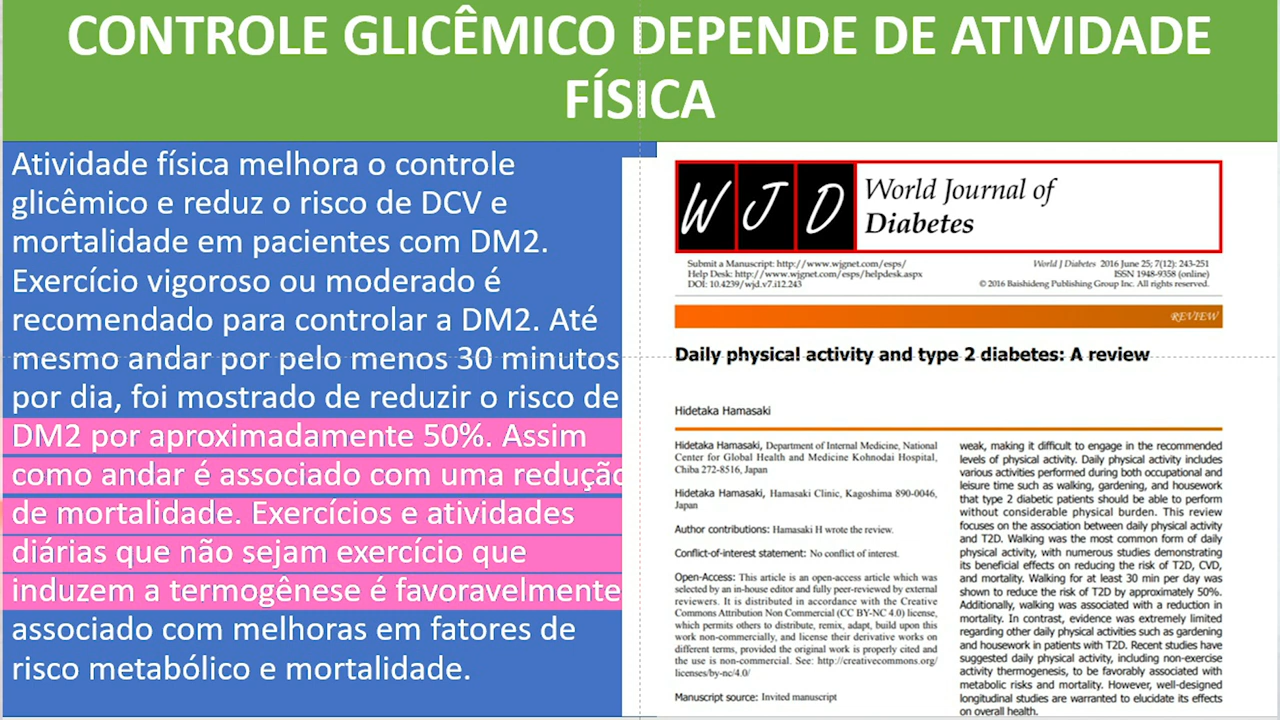 CONTROLE GLICÊMICO DEPENDE DE ATIVIDADE
FÍSICA
Atividade física melhora o controle
glicêmico e reduz o risco de DCV e
mortalidade em pacientes com DM2.
Exercício vigoroso ou moderado é
recomendado para controlar a DM2. Até
mesmo andar por pelo menos 30 minutos
por dia, foi mostrado de reduzir o risco de
DM2 por aproximadamente 50%. Assim
como andar é associado com uma redução
de mortalidade. Exercícios e atividades
diárias que não sejam exercício que
induzem a termogênese é favoravelmente
associado com melhoras em fatores de
risco metabólico e mortalidade.
W J D
World Journal of
Diabetes
Submit a Manuscript: http://www.wjgnet.com/esps/
Help Desk: http://www.wjgnet.com/esps/helpdesk.aspx
DOI: 10.4239/wjd.v7.i12.243
World J Diabetes 2016 June 25; 7(12): 243-251
ISSN 1948-9358 (online)
© 2016 Baishideng Publishing Group Inc. All rights reserved.
REVIEW
Daily physical activity and type 2 diabetes: A review
Hidetaka Hamasaki
Hidetaka Hamasaki, Department of Internal Medicine, National
Center for Global Health and Medicine Kohnodai Hospital,
Chiba 272-8516, Japan
Hidetaka Hamasaki, Hamasaki Clinic, Kagoshima 890-0046,
Japan
Author contributions: Hamasaki H wrote the review.
Conflict-of-interest statement: No conflict of interest.
Open-Access: This article is an open-access article which was
selected by an in-house editor and fully peer-reviewed by external
reviewers. It is distributed in accordance with the Creative
Commons Attribution Non Commercial (CC BY-NC 4.0) license,
which permits others to distribute, remix, adapt, build upon this
work non-commercially, and license their derivative works on
different terms, provided the original work is properly cited and
the use is non-commercial. See: http://creativecommons.org/
licenses/by-nc/4.0/
Manuscript source: Invited manuscript
weak, making it difficult to engage in the recommended
levels of physical activity. Daily physical activity includes
various activities performed during both occupational and
leisure time such as walking, gardening, and housework
that type 2 diabetic patients should be able to perform
without considerable physical burden. This review
focuses on the association between daily physical activity
and T2D. Walking was the most common form of daily
physical activity, with numerous studies demonstrating
its beneficial effects on reducing the risk of T2D, CVD,
and mortality. Walking for at least 30 min per day was
shown to reduce the risk of T2D by approximately 50%.
Additionally, walking was associated with a reduction in
mortality. In contrast, evidence was extremely limited
regarding other daily physical activities such as gardening
and housework in patients with T2D. Recent studies have
suggested daily physical activity, including non-exercise
activity thermogenesis, to be favorably associated with
metabolic risks and mortality. However, well-designed
longitudinal studies are warranted to elucidate its effects
on overall health.